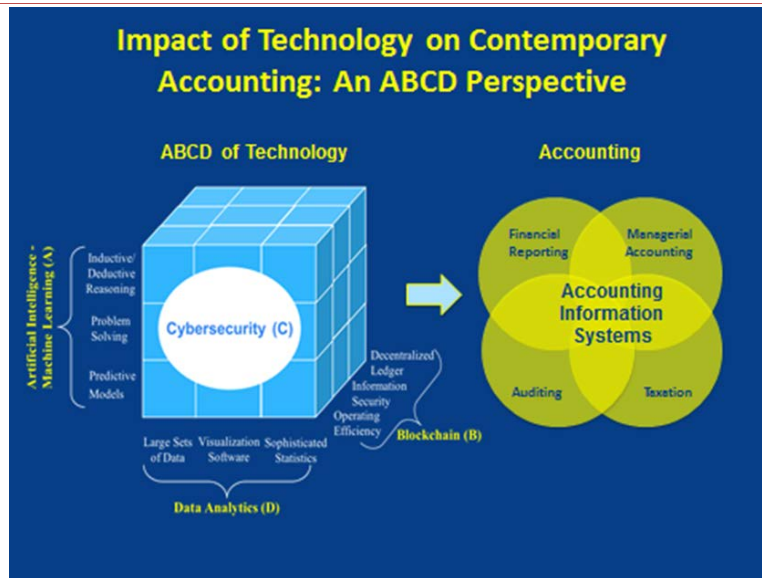 Impact of Technology on Contemporary
Accounting: An ABCD Perspective
ABCD of Technology
Accounting
Artificial Intelligence -
Machine Learning (A)
Inductive/
Deductive
Reasoning
Problem
Solving
Predictive
Models
Cybersecurity (C)
Decentralized
Ledger
Information
Security
Operating
Efficiency
Blockchain (B)
Large Sets
of Data
Visualization
Software
Sophisticated
Statistics
Data Analytics (D)
Financial
Reporting
Managerial
Accounting
Accounting
Information
Systems
Auditing
Taxation